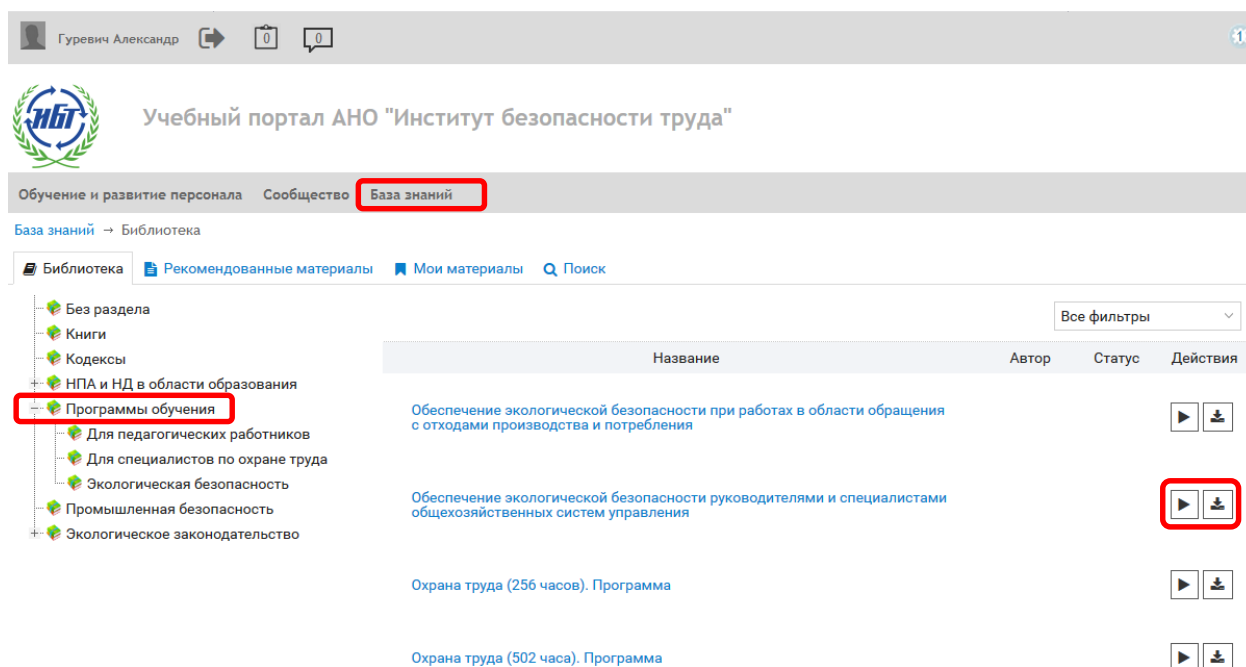 Гуревич Александр 0 0 1
ИБТ
Учебный портал АНО "Институт безопасности труда"
Обучение и развитие персонала Сообщество База знаний
База знаний → Библиотека
Библиотека Рекомендованные материалы Мои материалы Поиск
Без раздела
Все фильтры
Книги
Кодексы
Название Автор Статус Действия
НПА и НД в области образования
Программы обучения
Для педагогических работников
Для специалистов по охране труда
Экологическая безопасность
Промышленная безопасность
Экологическое законодательство
Обеспечение экологической безопасности при работах в области обращения
с отходами производства и потребления
Обеспечение экологической безопасности руководителями и специалистами
общехозяйственных систем управления
Охрана труда (256 часов). Программа
Охрана труда (502 часа). Программа